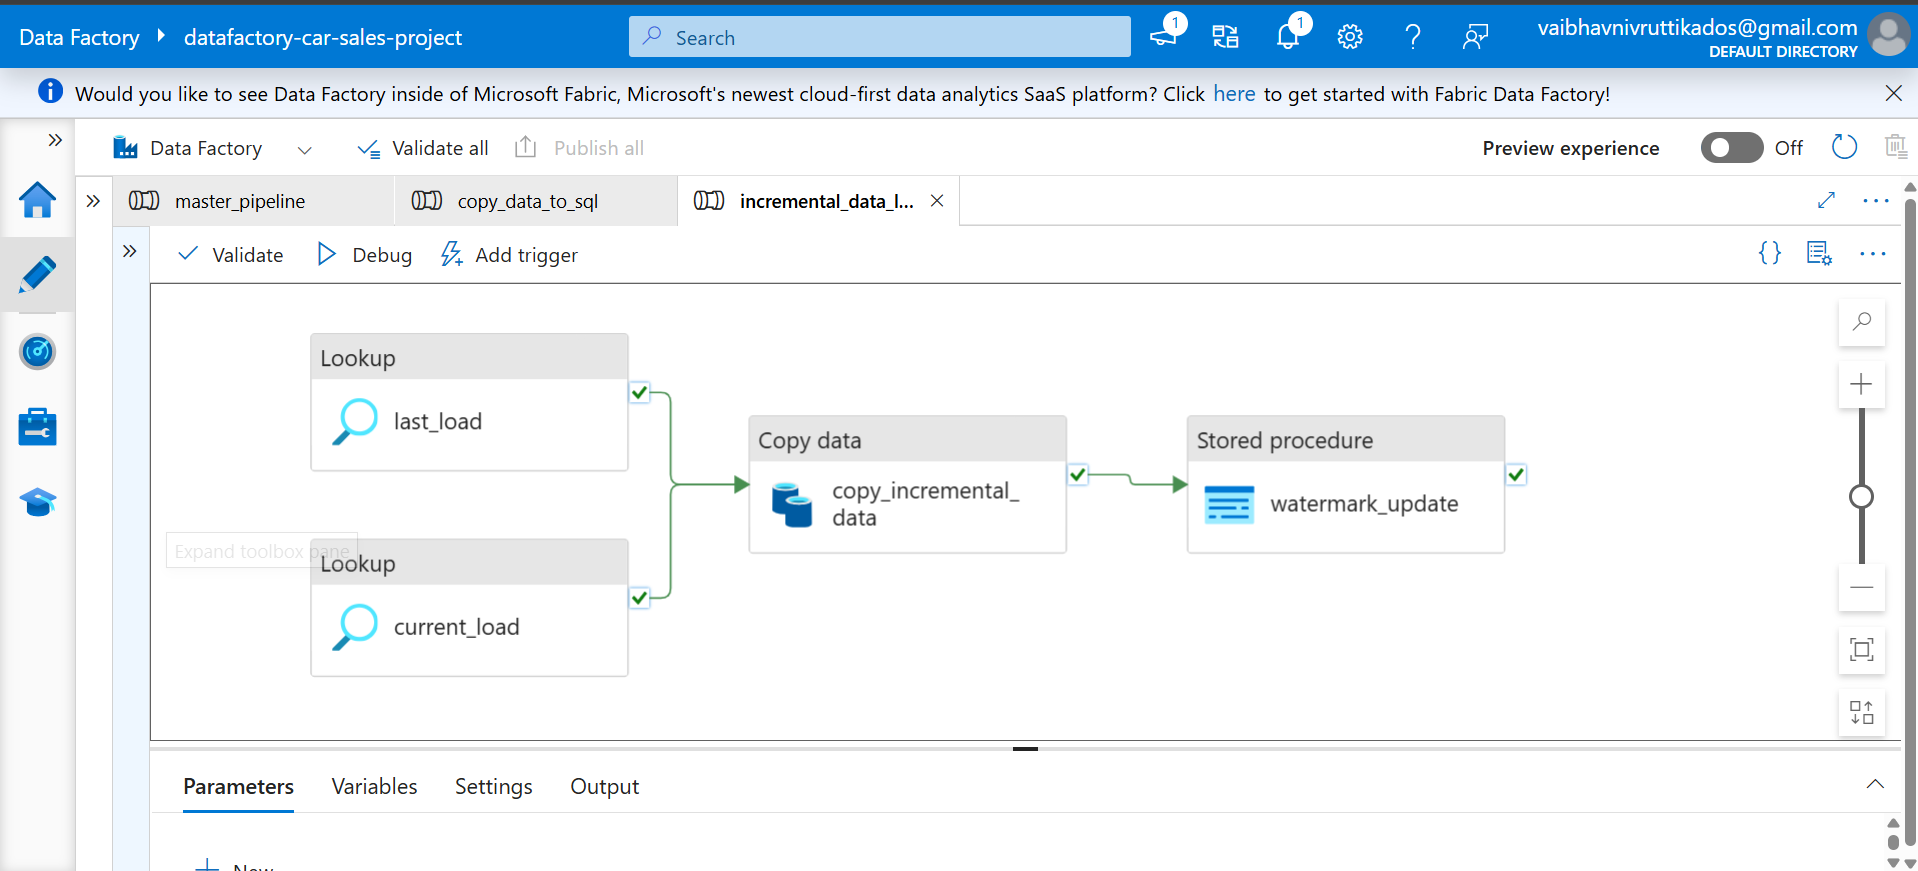 Data Factory datafactory-car-sales-project
Search
1
1
vaibhavnivruttikados@gmail.com
DEFAULT DIRECTORY
Would you like to see Data Factory inside of Microsoft Fabric, Microsoft's newest cloud-first data analytics SaaS platform? Click here to get started with Fabric Data Factory!
Data Factory
Validate all
Publish all
Preview experience
Off
master_pipeline
copy_data_to_sql
incremental_data_l...
Validate
Debug
Add trigger
Lookup
last_load
Copy data
copy_incremental_
data
Stored procedure
watermark_update
Expand toolbox pane
Lookup
current_load
Parameters
Variables
Settings
Output
New